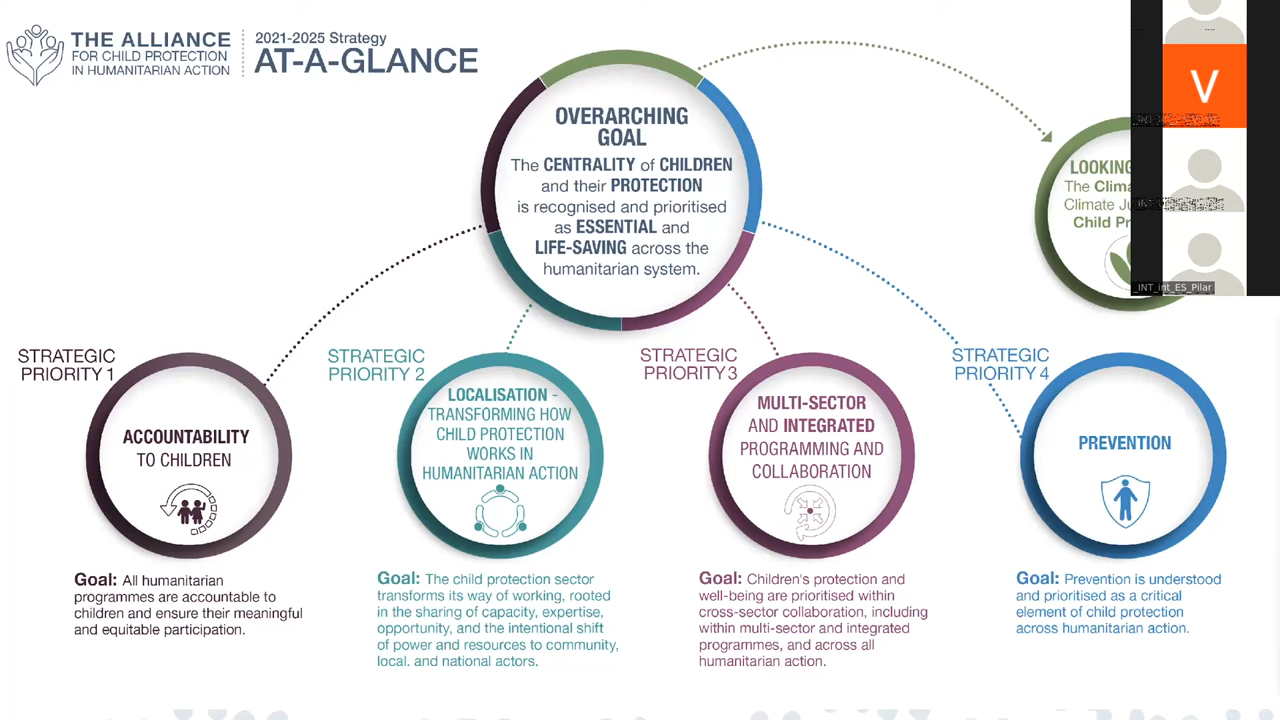 THE ALLIANCE
FOR CHILD PROTECTION
IN HUMANITARIAN ACTION
2021-2025 Strategy
AT-A-GLANCE
OVERARCHING
GOAL
The CENTRALITY of CHILDREN
and their PROTECTION
is recognised and prioritised
as ESSENTIAL and
LIFE-SAVING across the
humanitarian system.
LOOKING
The
Climate
Child
V
_INT_int_ES_Pilar
STRATEGIC
PRIORITY 1
ACCOUNTABILITY
TO CHILDREN
Goal: All humanitarian
programmes are accountable to
children and ensure their meaningful
and equitable participation.
STRATEGIC
PRIORITY 2
LOCALISATION -
TRANSFORMING HOW
CHILD PROTECTION
WORKS IN
HUMANITARIAN ACTION
Goal: The child protection sector
transforms its way of working, rooted
in the sharing of capacity, expertise,
opportunity, and the intentional shift
of power and resources to community,
local. and national actors.
STRATEGIC
PRIORITY 3
MULTI-SECTOR
AND INTEGRATED
PROGRAMMING AND
COLLABORATION
Goal: Children's protection and
well-being are prioritised within
cross-sector collaboration, including
within multi-sector and integrated
programmes, and across all
humanitarian action.
STRATEGIC
PRIORITY 4
PREVENTION
Goal: Prevention is understood
and prioritised as a critical
element of child protection
across humanitarian action.